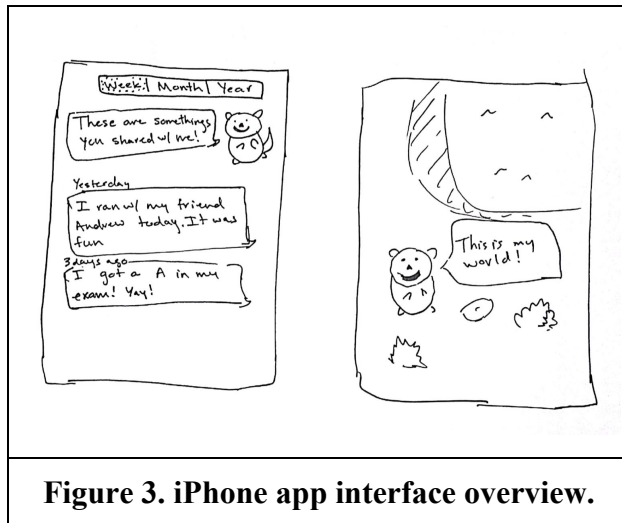 Week | Month | Year
These are somethings
you shared w/ me!
Yesterday
I ran w/ my friend
Andrew today. It was
fun
3 days ago
I got a A in my
exam! Yay!
This is my
world!
Figure 3. iPhone app interface overview.